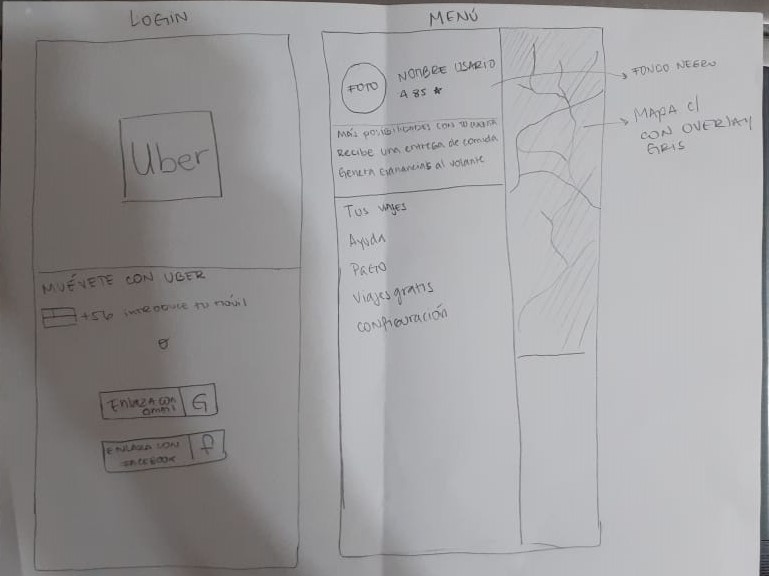 LOGIN
Uber
MUÉVETE CON UBER
+56 introduce tu móvil
o
Enlaza con
gmail
G
ENLAZA CON
FACEBOOK
f
MENÚ
FOTO
NOMBRE USARIO
4.85 ★
MÁS POSIBILIDADES CON TU
Recibe una entrega de comida
Genera Ganancias al volante
Tus viajes
Ayuda
Pago
Viajes gratis
CONFIGURACIÓN
FONDO NEGRO
MAPA c/
CON OVERLAY
GRIS